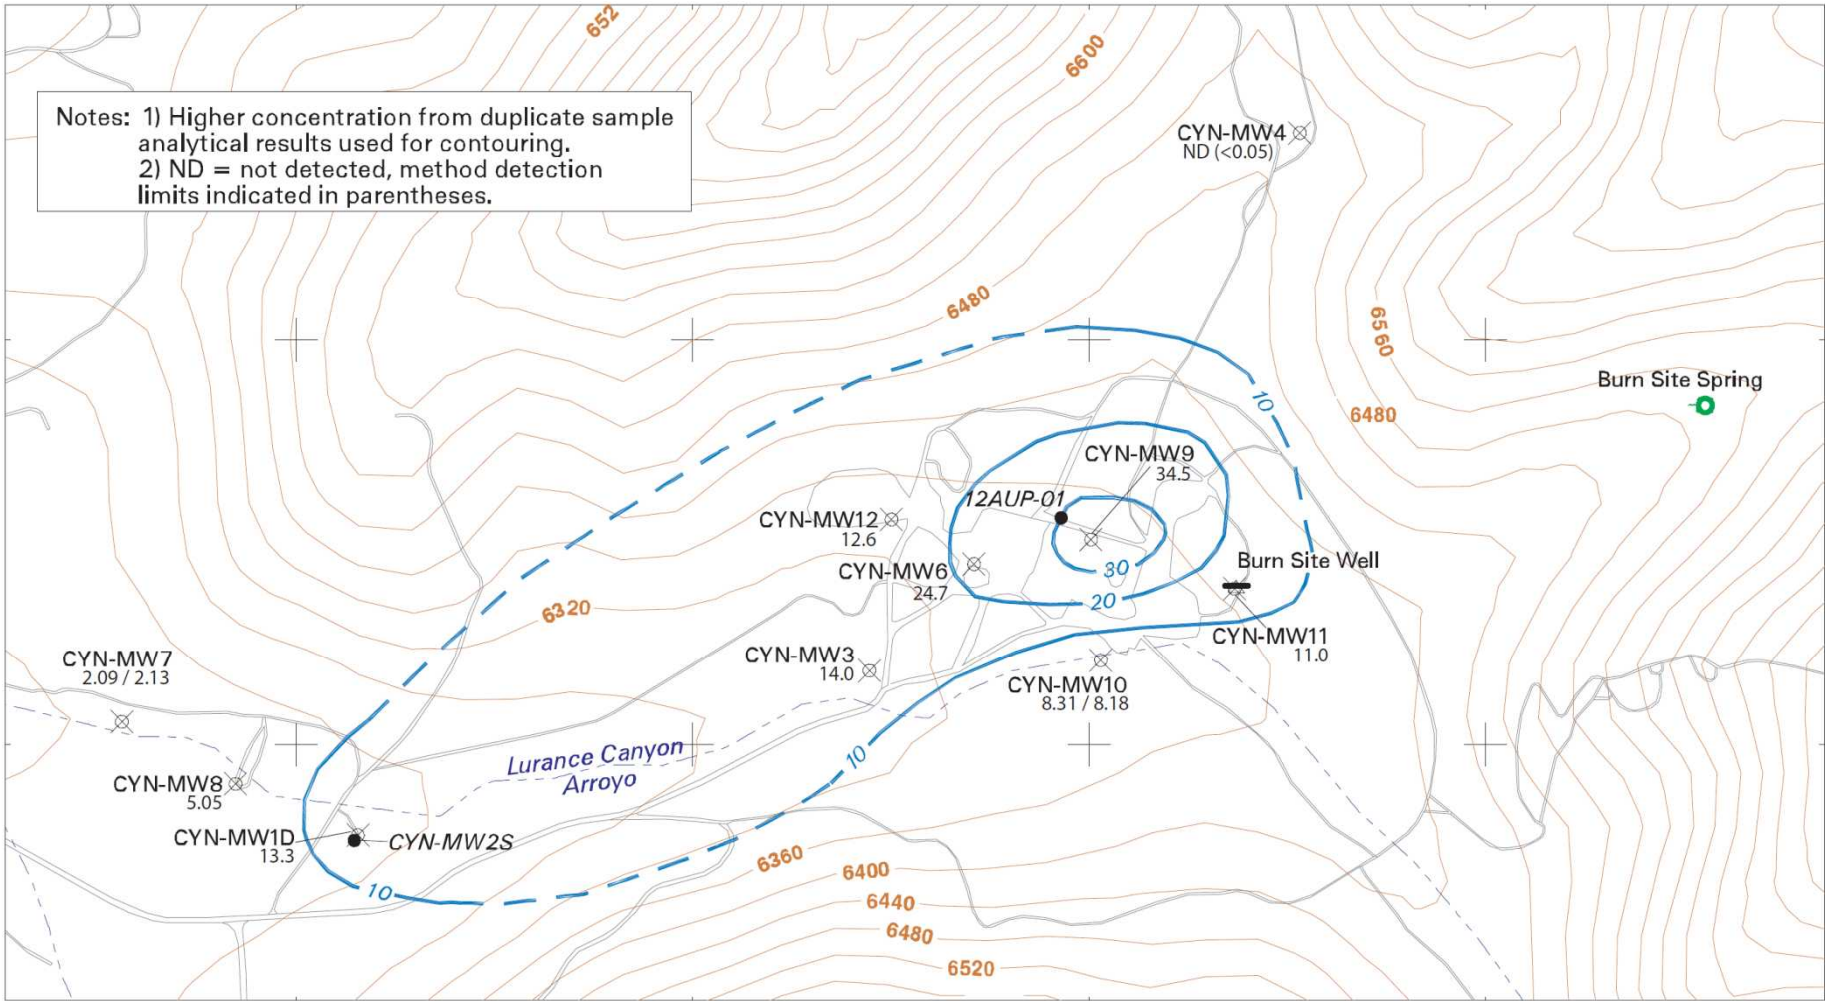 652
6600
Notes: 1) Higher concentration from duplicate sample
analytical results used for contouring.
2) ND = not detected, method detection
limits indicated in parentheses.
CYN-MW4
ND (<0.05)
6480
6560
Burn Site Spring
10
6480
CYN-MW9
34.5
12AUP-01
CYN-MW12
12.6
Burn Site Well
CYN-MW6
24.7
30
20
6320
CYN-MW11
11.0
CYN-MW3
14.0
CYN-MW7
2.09 / 2.13
CYN-MW10
8.31 / 8.18
Lurance Canyon
Arroyo
10
CYN-MW8
5.05
CYN-MW1D
13.3
CYN-MW2S
6360
6400
10
6440
6480
6520